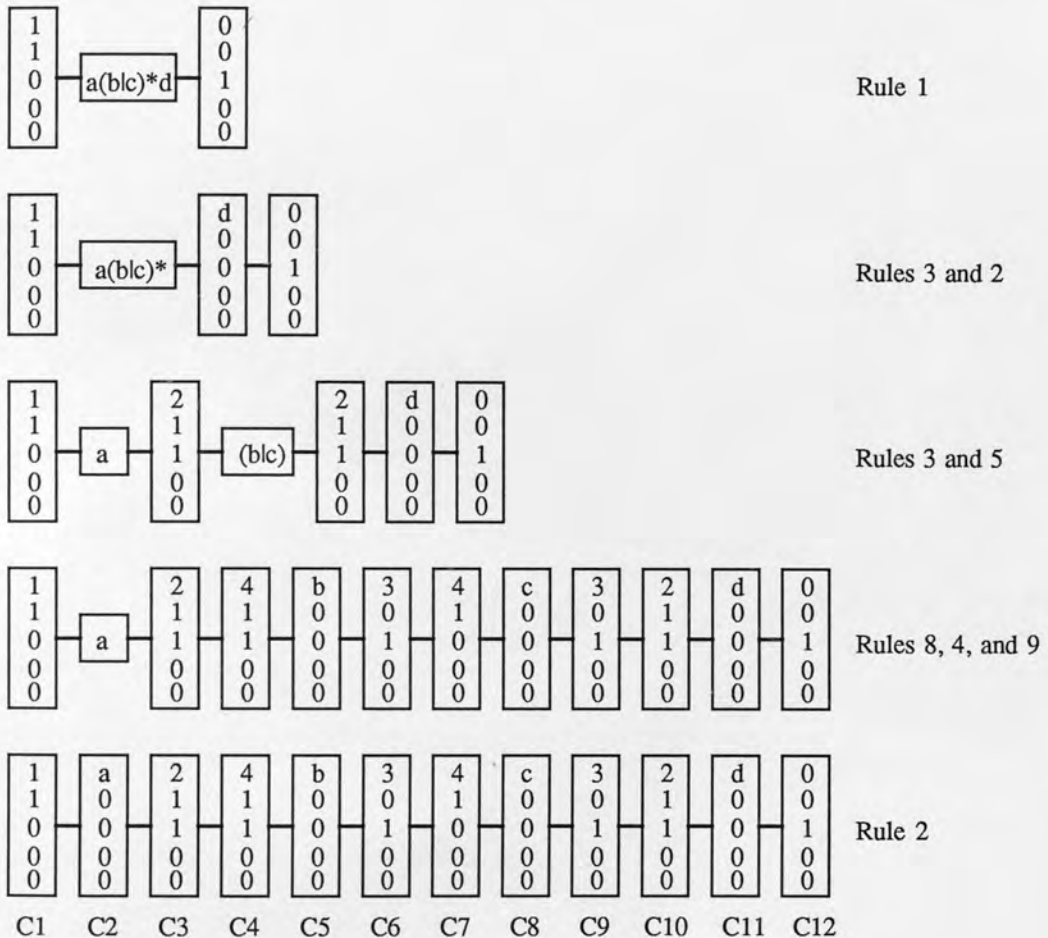 1 0
1 0
0 a(b|c)*d 1 Rule 1
0 0
0 0
1 d 0
1 0 0
0 a(b|c)* 0 1 Rules 3 and 2
0 0 0
0 0 0
1 2 2 d 0
1 1 1 0 0
0 a 1 (b|c) 1 0 1 Rules 3 and 5
0 0 0 0 0
0 0 0 0 0
1 2 4 b 3 4 c 3 2 d 0
1 1 1 0 0 1 0 0 1 0 0
0 a 1 1 0 1 0 0 1 1 0 1 Rules 8, 4, and 9
0 0 0 0 0 0 0 0 0 0 0
0 0 0 0 0 0 0 0 0 0 0
1 a 2 4 b 3 4 c 3 2 d 0
1 0 1 1 0 0 1 0 0 1 0 0
0 0 1 1 0 1 0 0 1 1 0 1 Rule 2
0 0 0 0 0 0 0 0 0 0 0 0
0 0 0 0 0 0 0 0 0 0 0 0
C1 C2 C3 C4 C5 C6 C7 C8 C9 C10 C11 C12